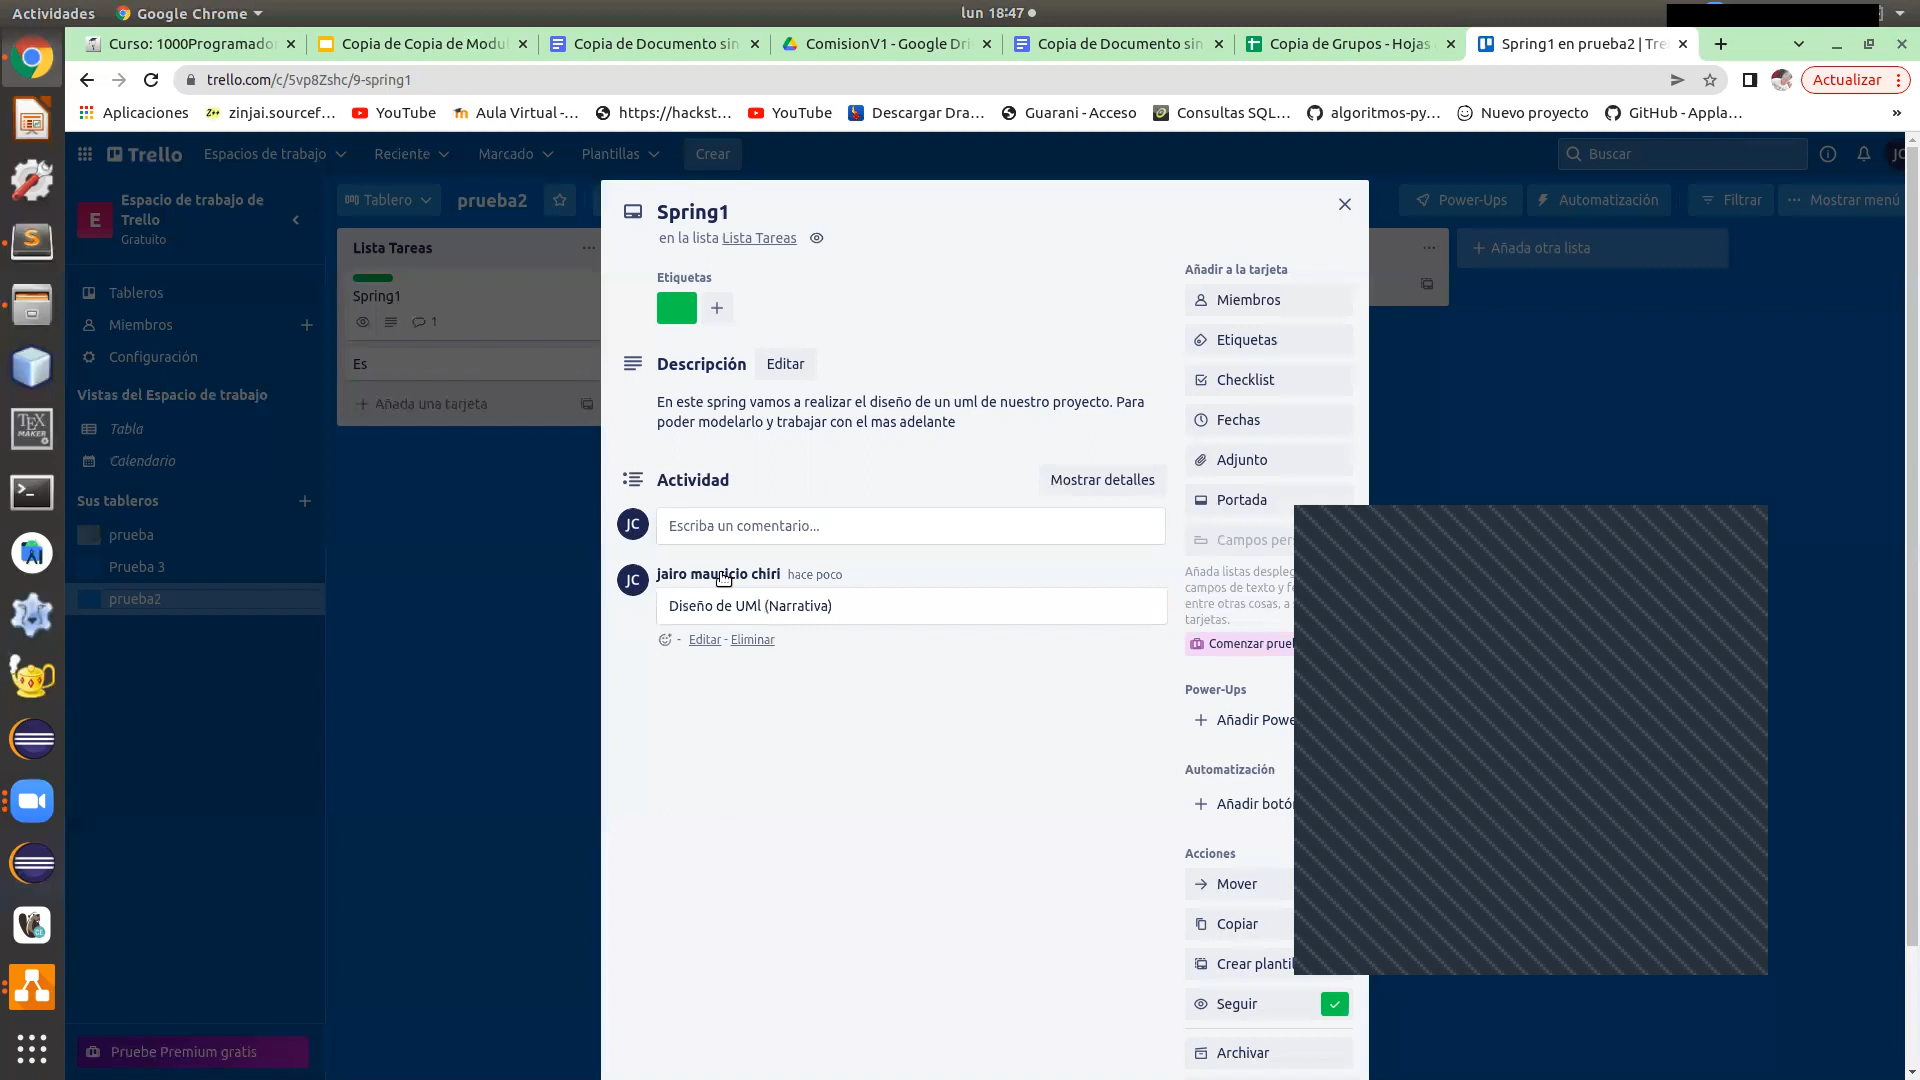 Actividades
Google Chrome
lun 18:47
Curso: 1000Programador
Copia de Copia de Modul
Copia de Documento sin
ComisionV1 - Google Dri
Copia de Documento sin
Copia de Grupos - Hojas
Spring1 en prueba2 | Tre
trello.com/c/5vp8Zshc/9-spring1
Actualizar
Aplicaciones
zinjai.sourcef...
YouTube
Aula Virtual -...
https://hackst...
YouTube
Descargar Dra...
Guarani - Acceso
Consultas SQL...
algoritmos-py...
Nuevo proyecto
GitHub - Appla...
»
Trello
Espacios de trabajo
Reciente
Marcado
Plantillas
Crear
Buscar
JC
E
Espacio de trabajo de
Trello
Gratuito
Tableros
Miembros
Configuración
Vistas del Espacio de trabajo
Tabla
Calendario
Sus tableros
prueba
Prueba 3
prueba2
Pruebe Premium gratis
Tablero
prueba2
Power-Ups
Automatización
Filtrar
Mostrar menú
Lista Tareas
Spring1
1
Es
Añada una tarjeta
Añada otra lista
Spring1
en la lista Lista Tareas
Etiquetas
Descripción
Editar
En este spring vamos a realizar el diseño de un uml de nuestro proyecto. Para
poder modelarlo y trabajar con el mas adelante
Actividad
Mostrar detalles
JC
Escriba un comentario...
JC
jairo mauricio chiri hace poco
Diseño de UMl (Narrativa)
- Editar - Eliminar
Añadir a la tarjeta
Miembros
Etiquetas
Checklist
Fechas
Adjunto
Portada
Campos per
Añada listas despleg
campos de texto y fe
entre otras cosas, a
tarjetas.
Comenzar prueb
Power-Ups
Añadir Powe
Automatización
Añadir botó
Acciones
Mover
Copiar
Crear plantil
Seguir
Archivar